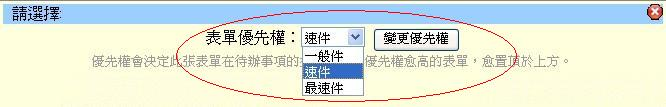 請選擇:
表單優先權：速件 變更優先權
一般件
速件
最速件
優先權會決定此張表單在待辦事項的 優先權愈高的表單，愈置頂於上方。